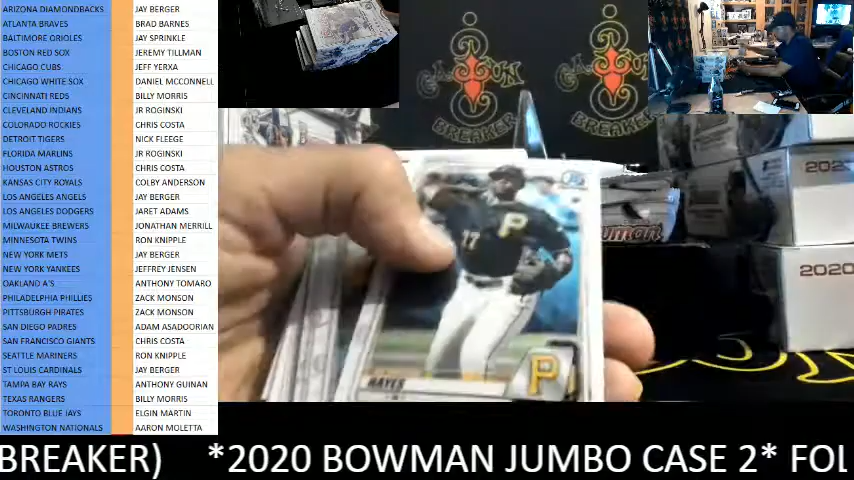 ARIZONA DIAMONDBACKS JAY BERGER
ATLANTA BRAVES BRAD BARNES
BALTIMORE ORIOLES JAY SPRINKLE
BOSTON RED SOX JEREMY TILLMAN
CHICAGO CUBS JEFF YERXA
CHICAGO WHITE SOX DANIEL MCCONNELL
CINCINNATI REDS BILLY MORRIS
CLEVELAND INDIANS JR ROGINSKI
COLORADO ROCKIES CHRIS COSTA
DETROIT TIGERS NICK FLEEGE
FLORIDA MARLINS JR ROGINSKI
HOUSTON ASTROS CHRIS COSTA
KANSAS CITY ROYALS COLBY ANDERSON
LOS ANGELES ANGELS JAY BERGER
LOS ANGELES DODGERS JARET ADAMS
MILWAUKEE BREWERS JONATHAN MERRILL
MINNESOTA TWINS RON KNIPPLE
NEW YORK METS JAY BERGER
NEW YORK YANKEES JEFFREY JENSEN
OAKLAND A'S ANTHONY TOMARO
PHILADELPHIA PHILLIES ZACK MONSON
PITTSBURGH PIRATES ZACK MONSON
SAN DIEGO PADRES ADAM ASADOORIAN
SAN FRANCISCO GIANTS CHRIS COSTA
SEATTLE MARINERS RON KNIPPLE
ST LOUIS CARDINALS JAY BERGER
TAMPA BAY RAYS ANTHONY GUINAN
TEXAS RANGERS BILLY MORRIS
TORONTO BLUE JAYS ELGIN MARTIN
WASHINGTON NATIONALS AARON MOLETTA
BREAKER
BREAKER
P
17
HAYES
P
202
2020
BREAKER) *2020 BOWMAN JUMBO CASE 2* FOL